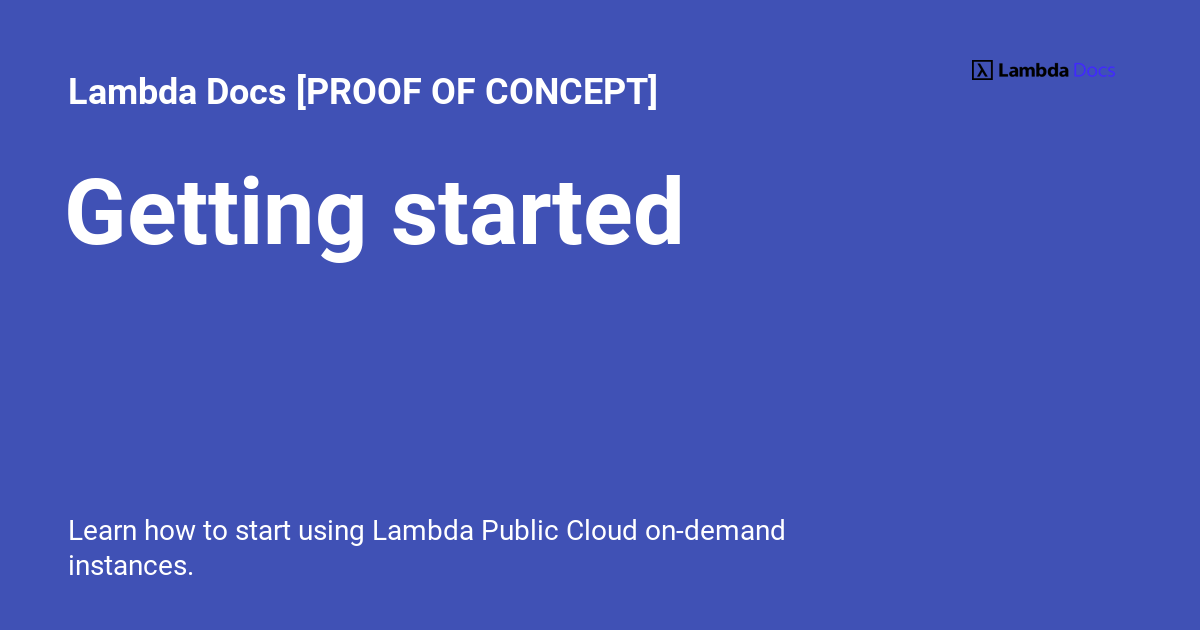 Lambda Docs [PROOF OF CONCEPT]
λ Lambda Docs
Getting started
Learn how to start using Lambda Public Cloud on-demand
instances.